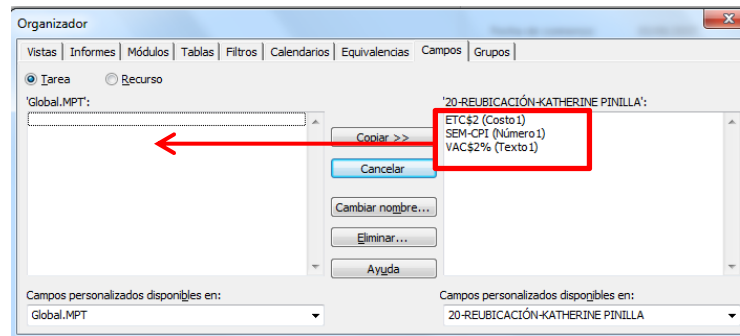 Organizador
Vistas Informes Módulos Tablas Filtros Calendarios Equivalencias Campos Grupos
Tarea Recurso
'Global.MPT': '20-REUBICACIÓN-KATHERINE PINILLA':
ETC$2 (Costo1)
SEM-CPI (Número1)
VAC$2% (Texto1)
Copiar >>
Cancelar
Cambiar nombre...
Eliminar...
Ayuda
Campos personalizados disponibles en: Campos personalizados disponibles en:
Global.MPT 20-REUBICACIÓN-KATHERINE PINILLA